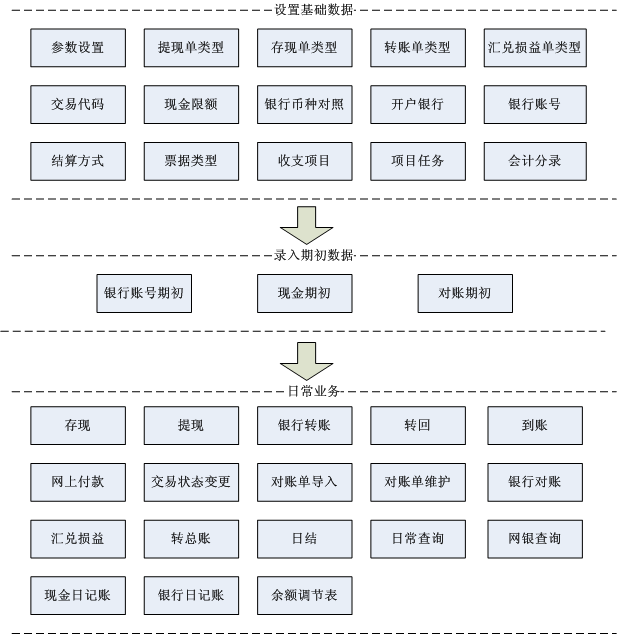 设置基础数据
参数设置 提现单类型 存现单类型 转账单类型 汇兑损益单类型
交易代码 现金限额 银行币种对照 开户银行 银行账号
结算方式 票据类型 收支项目 项目任务 会计分录
录入期初数据
银行账号期初 现金期初 对账期初
日常业务
存现 提现 银行转账 转回 到账
网上付款 交易状态变更 对账单导入 对账单维护 银行对账
汇兑损益 转总账 日结 日常查询 网银查询
现金日记账 银行日记账 余额调节表